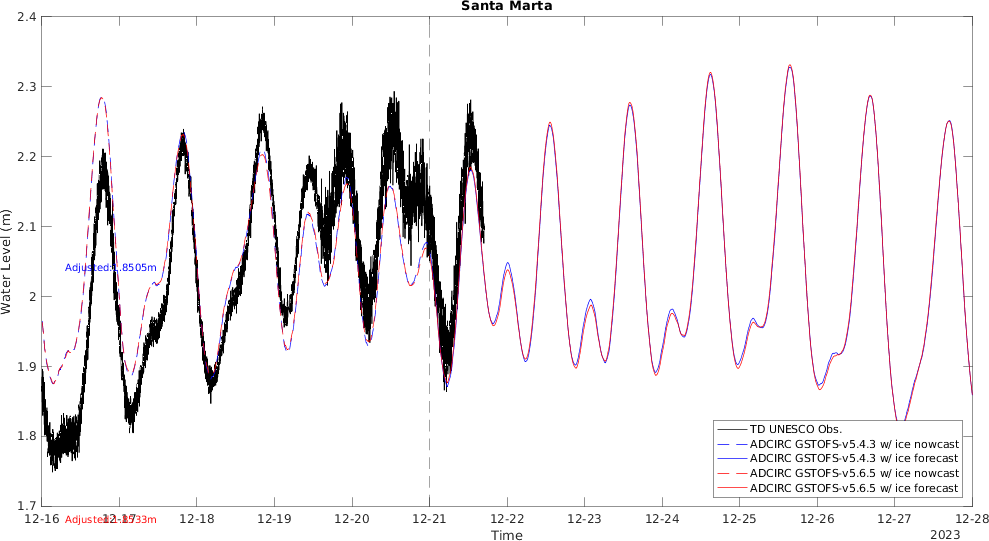 Santa Marta
2.4
2.3
2.2
2.1
2
1.9
1.8
1.7
Water Level (m)
Adjusted:1.8505m
TD UNESCO Obs.
ADCIRC GSTOFS-v5.4.3 w/ ice nowcast
ADCIRC GSTOFS-v5.4.3 w/ ice forecast
ADCIRC GSTOFS-v5.6.5 w/ ice nowcast
ADCIRC GSTOFS-v5.6.5 w/ ice forecast
12-16 12-17 12-18 12-19 12-20 12-21 12-22 12-23 12-24 12-25 12-26 12-27 12-28
Time
2023